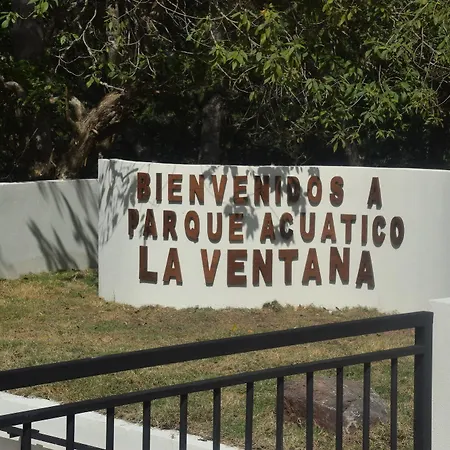 BIENVENIDOS A
PARQUE ACUATICO
LA VENTANA